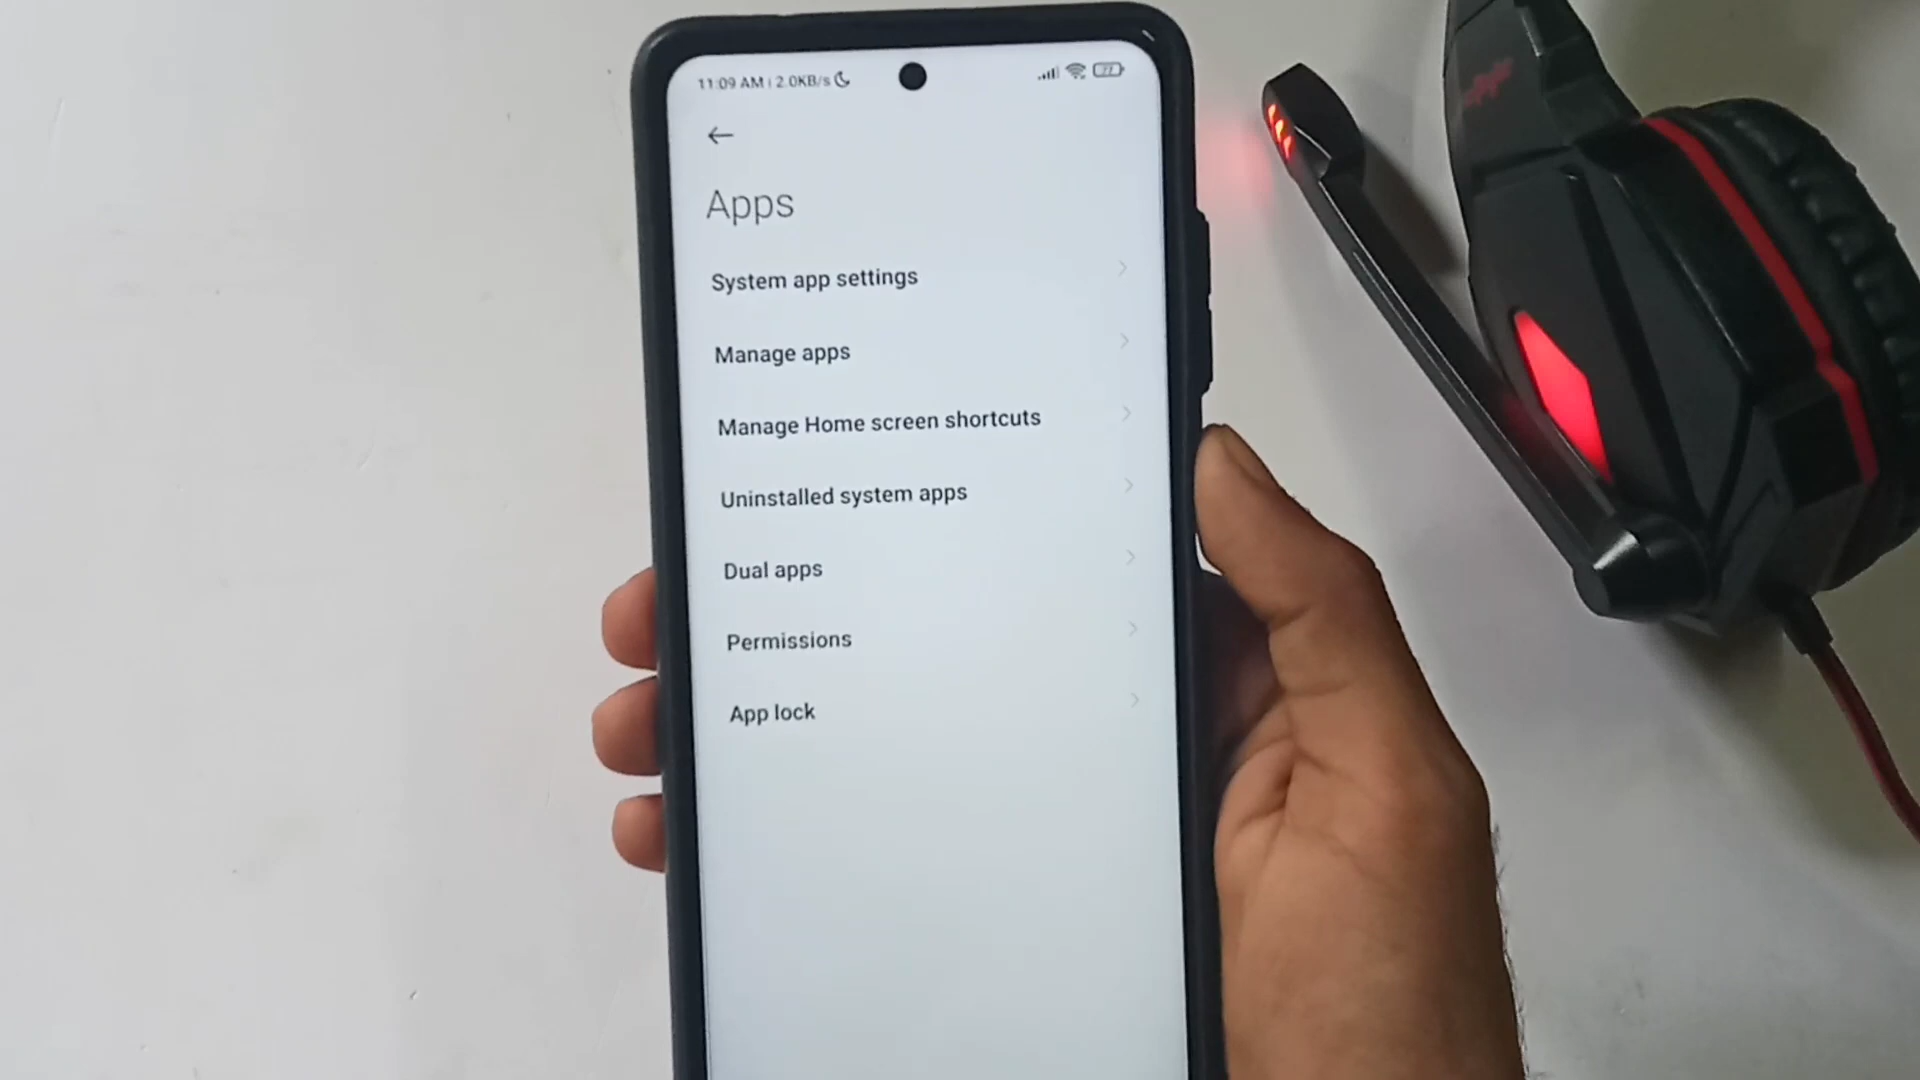 11:09 AM | 2.0KB/s
Apps
System app settings
Manage apps
Manage Home screen shortcuts
Uninstalled system apps
Dual apps
Permissions
App lock